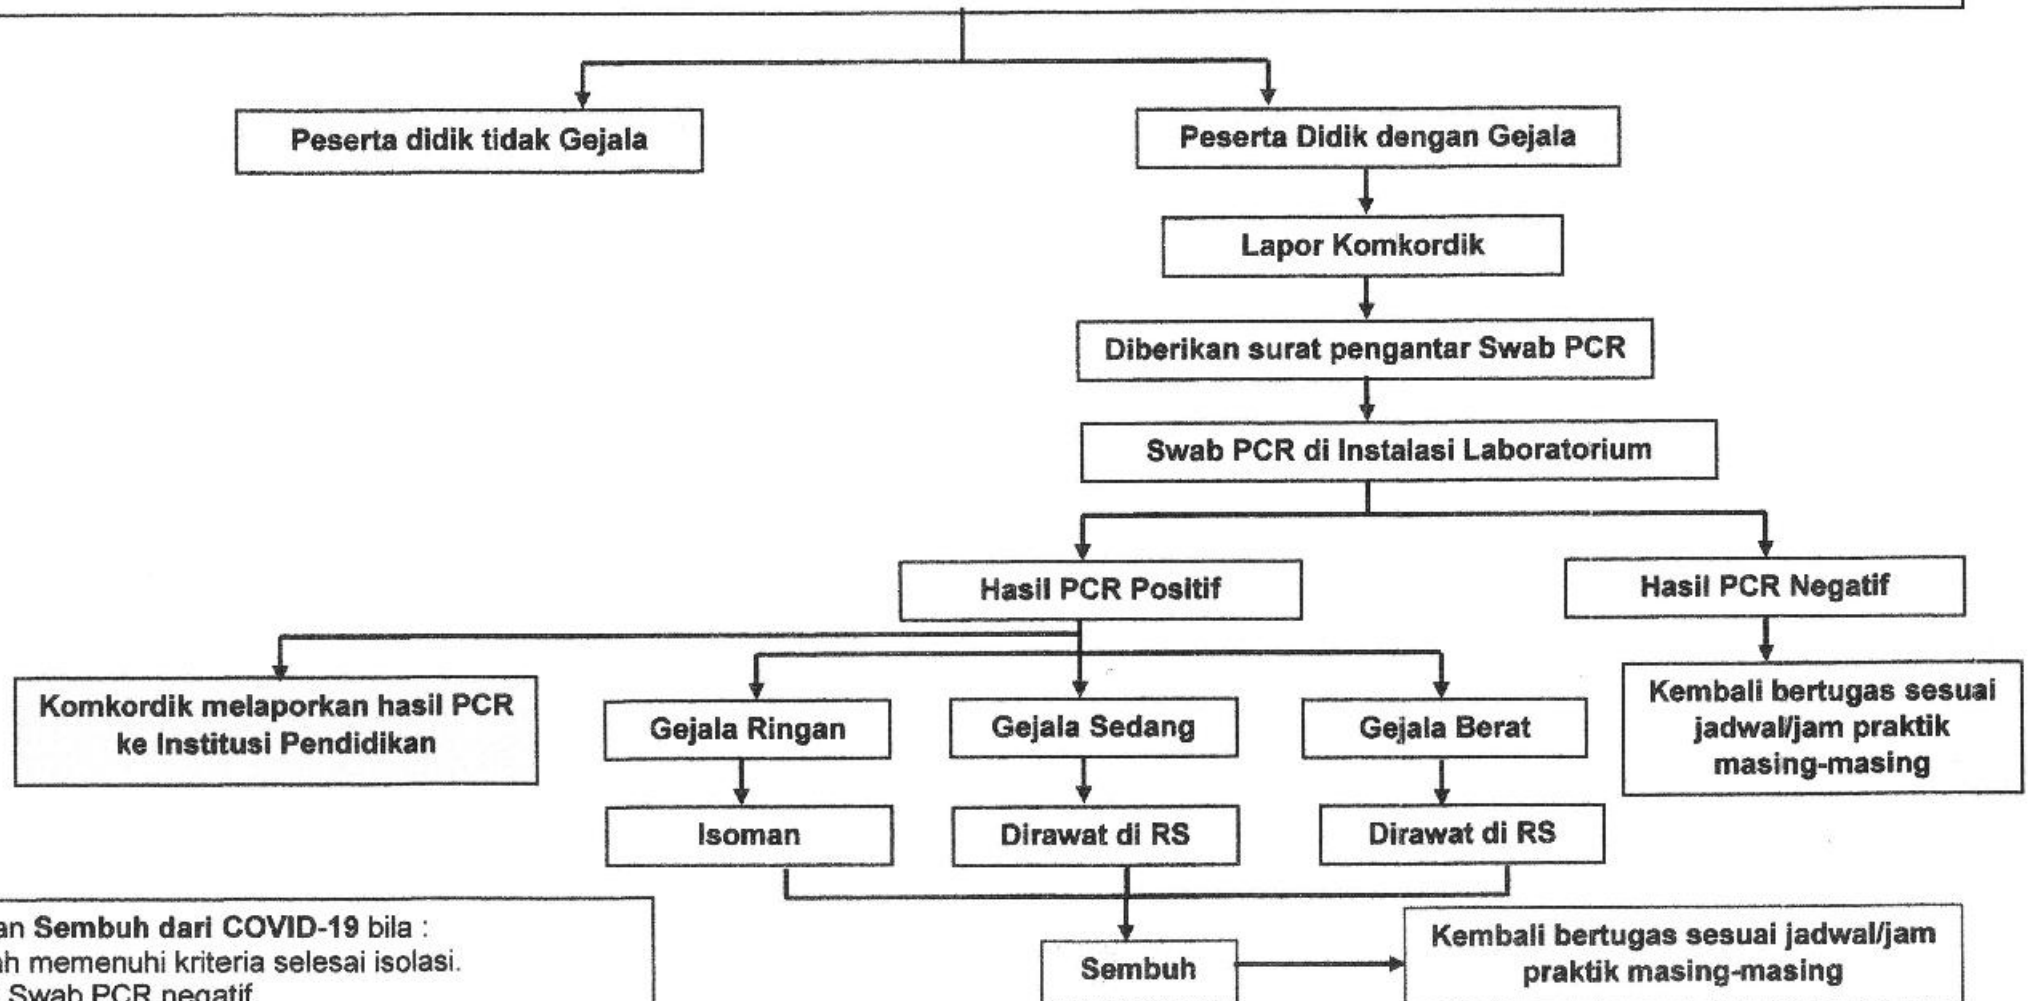 Peserta didik tidak Gejala
Peserta Didik dengan Gejala
Lapor Komkordik
Diberikan surat pengantar Swab PCR
Swab PCR di Instalasi Laboratorium
Hasil PCR Positif
Hasil PCR Negatif
Komkordik melaporkan hasil PCR
ke Institusi Pendidikan
Gejala Ringan
Gejala Sedang
Gejala Berat
Kembali bertugas sesuai
jadwal/jam praktik
masing-masing
Isoman
Dirawat di RS
Dirawat di RS
Sembuh dari COVID-19 bila :
memenuhi kriteria selesai isolasi.
Swab PCR negatif
Sembuh
Kembali bertugas sesuai jadwal/jam
praktik masing-masing